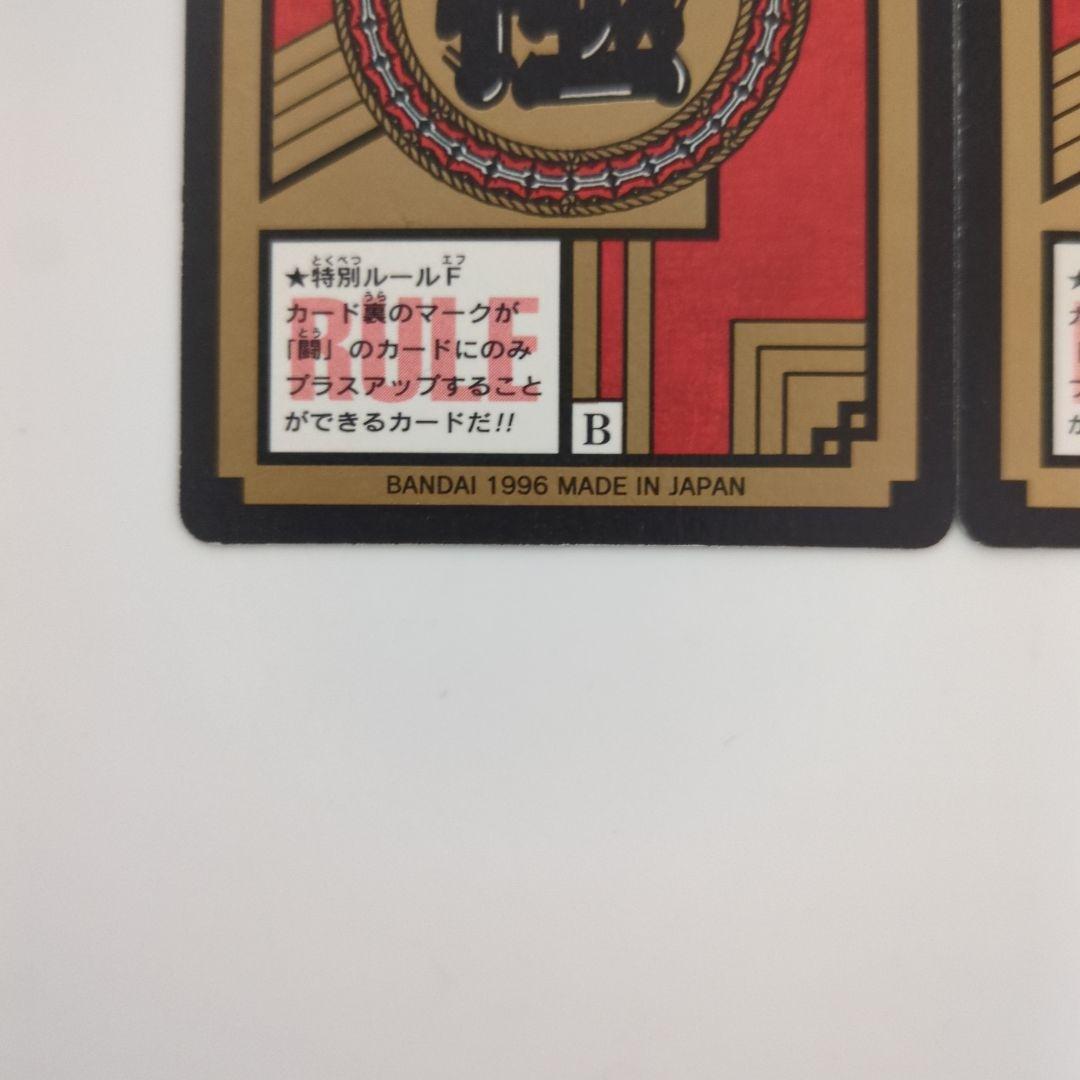 ★特別ルールF
カード裏のマークが
「闘」のカードにのみ
プラスアップすること
ができるカードだ!!
RULE
B
BANDAI 1996 MADE IN JAPAN